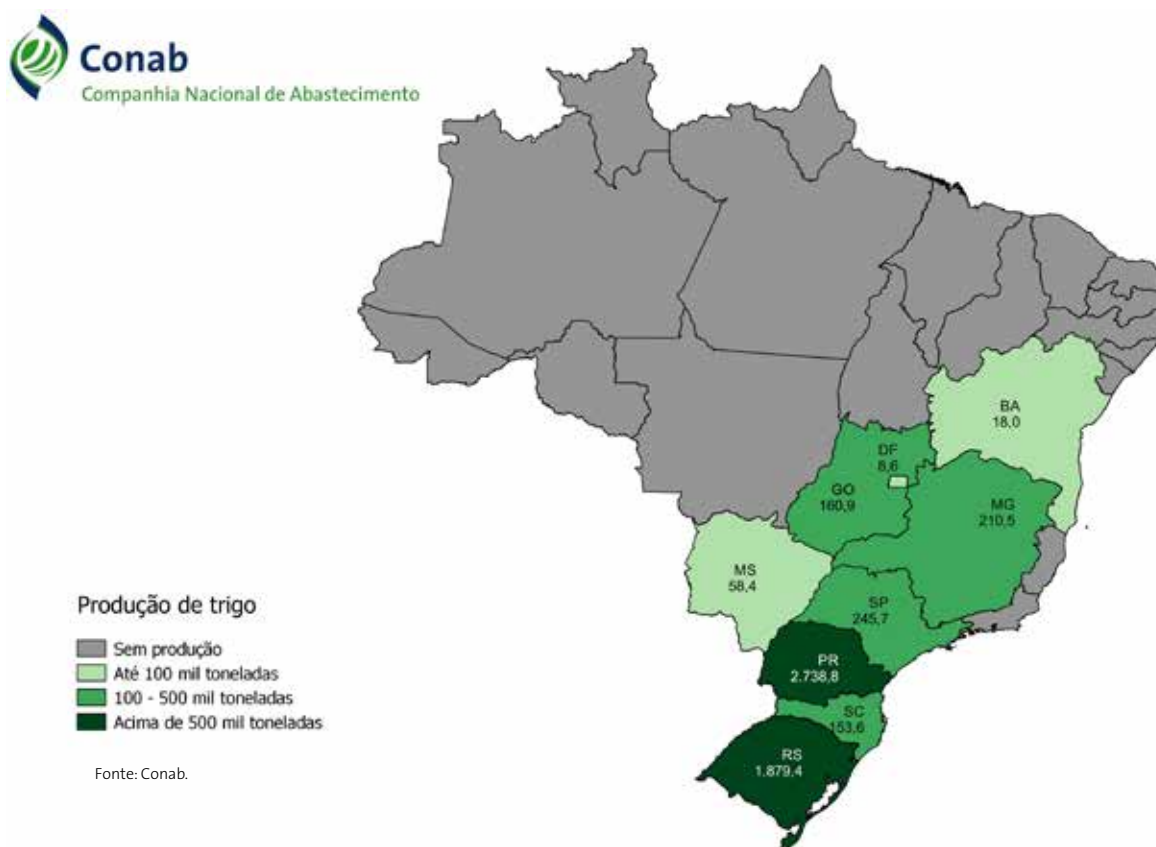 Conab
Companhia Nacional de Abastecimento
BA
18,0
DF
8,6
GO
160,9
MG
210,5
MS
58,4
SP
245,7
PR
2.738,8
SC
153,6
RS
1.879,4
Produção de trigo
Sem produção
Até 100 mil toneladas
100 - 500 mil toneladas
Acima de 500 mil toneladas
Fonte: Conab.